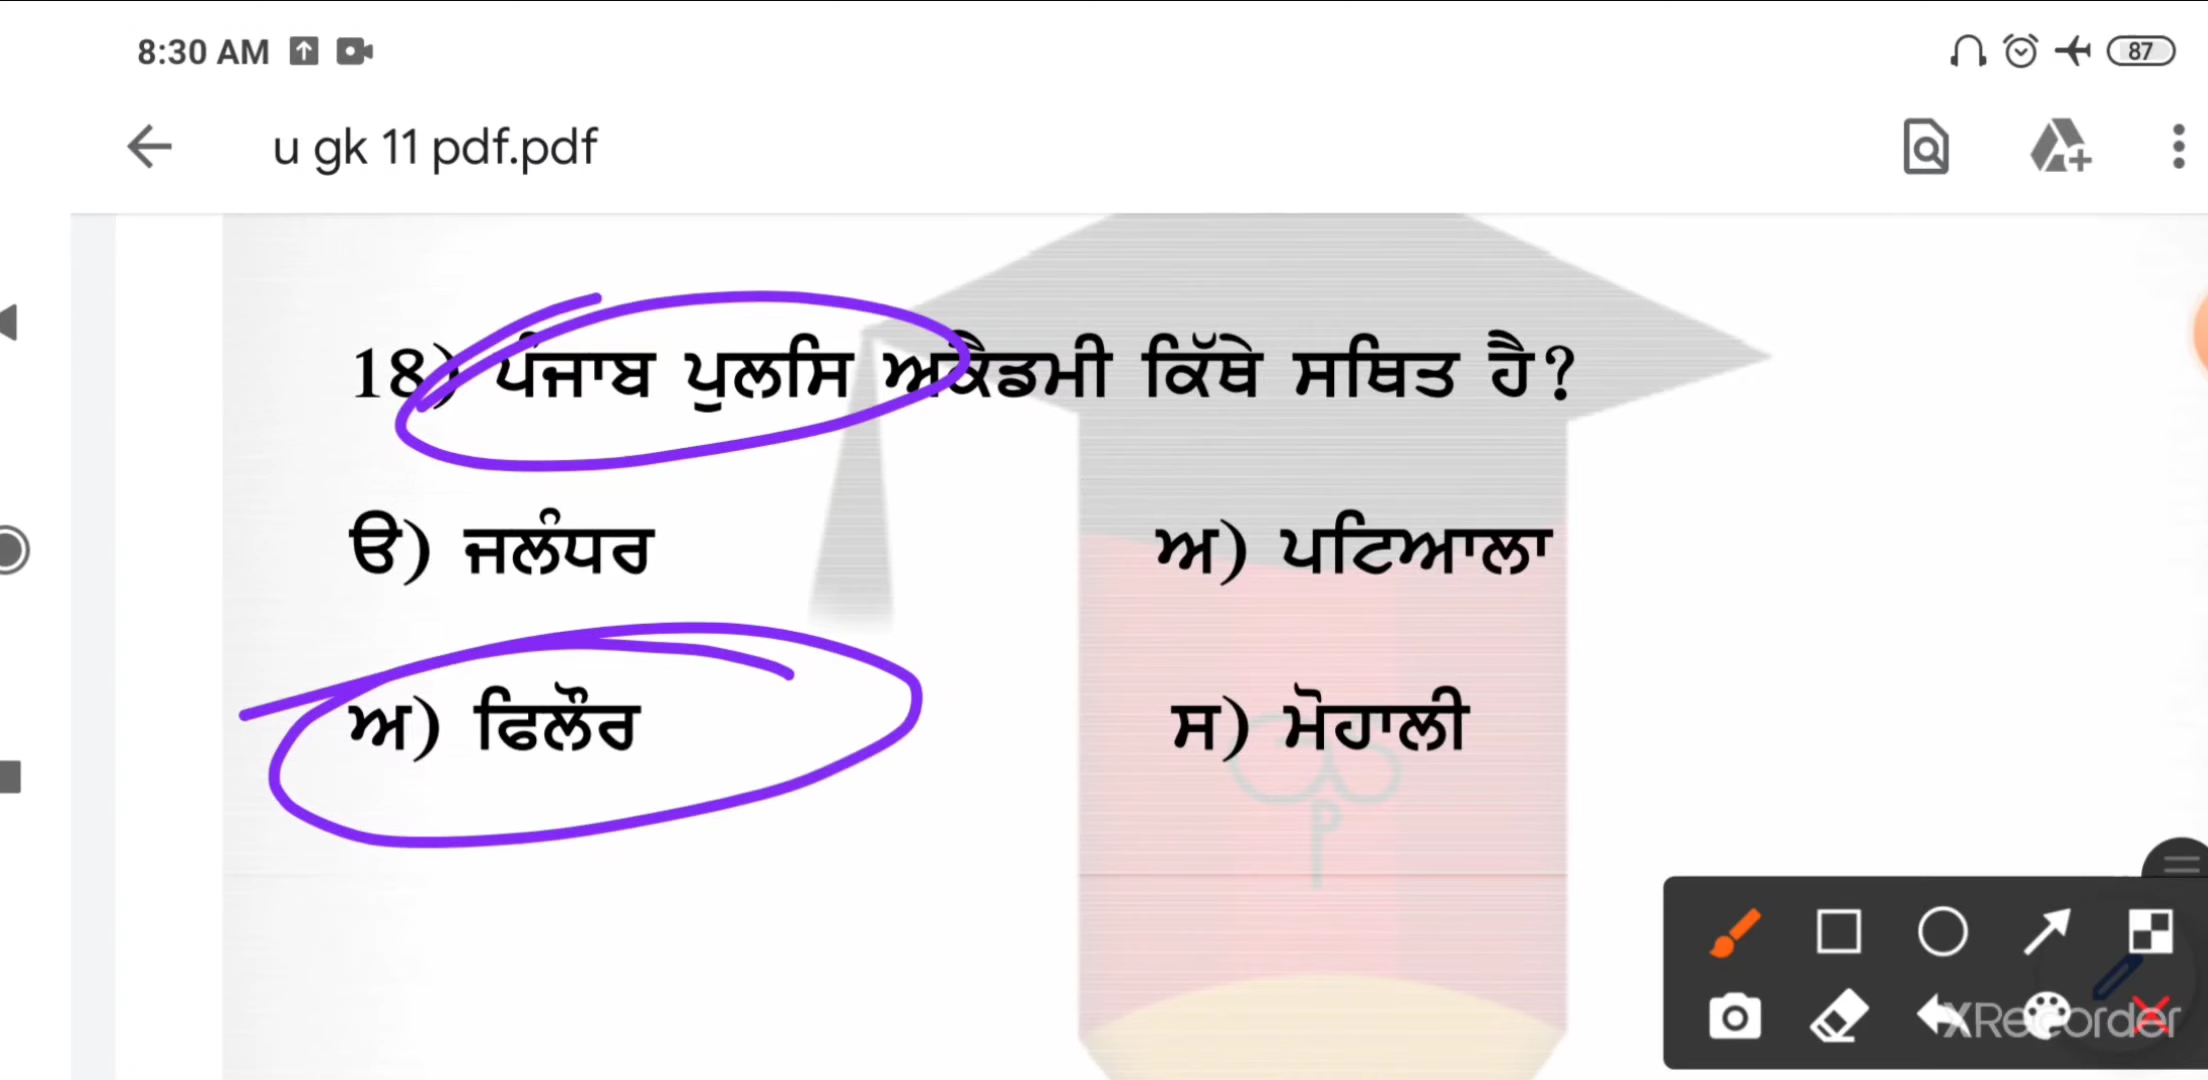 8:30 AM
87
u gk 11 pdf.pdf
18) ਪੰਜਾਬ ਪੁਲਸਿ ਅਕੈਡਮੀ ਕਿੱਥੇ ਸਥਿਤ ਹੈ?
ੳ) ਜਲੰਧਰ
ਅ) ਪਟਿਆਲਾ
ਅ) ਫਿਲੌਰ
ਸ) ਮੋਹਾਲੀ
P
XRecorder